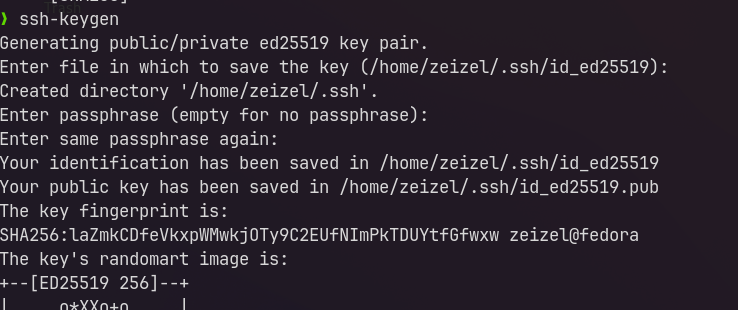 ❯ ssh-keygen
Generating public/private ed25519 key pair.
Enter file in which to save the key (/home/zeizel/.ssh/id_ed25519):
Created directory '/home/zeizel/.ssh'.
Enter passphrase (empty for no passphrase):
Enter same passphrase again:
Your identification has been saved in /home/zeizel/.ssh/id_ed25519
Your public key has been saved in /home/zeizel/.ssh/id_ed25519.pub
The key fingerprint is:
SHA256:laZmkCDfeVkxpWMwkjOTy9C2EUfNImPkTDUYtfGfwxw zeizel@fedora
The key's randomart image is:
+--[ED25519 256]--+
|     o*XXo+o     |